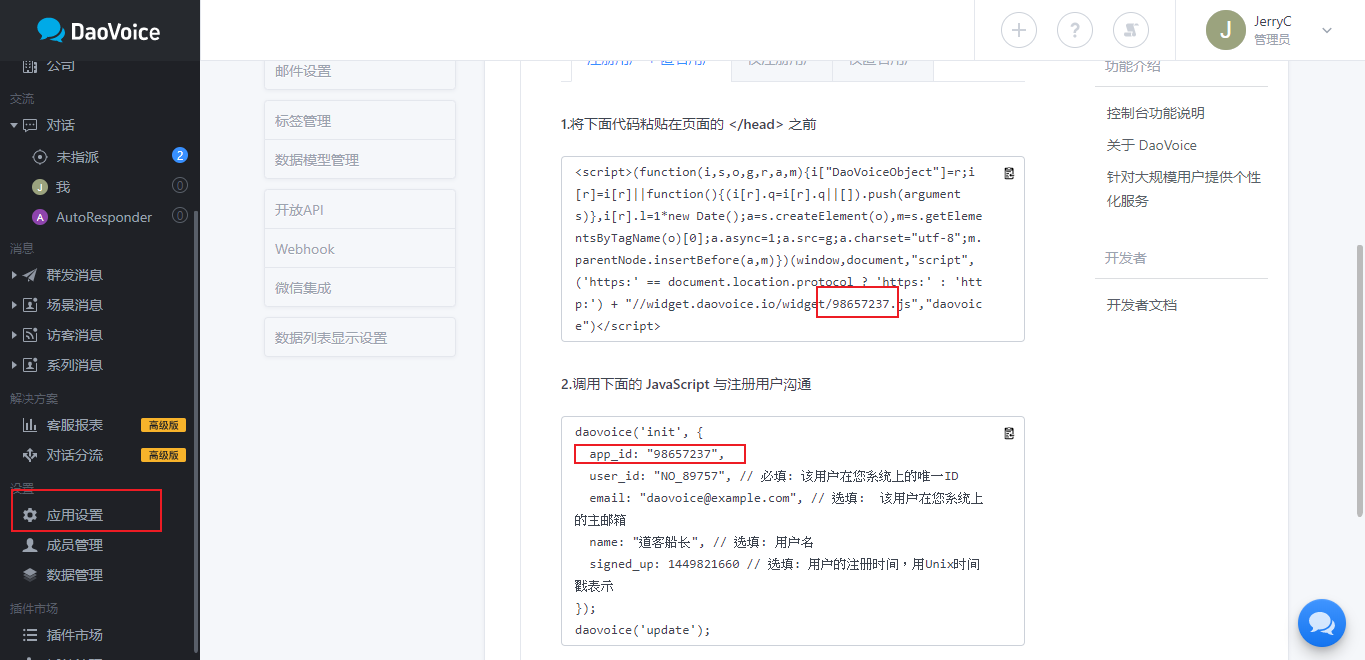 DaoVoice
公司
交流
对话
未指派
2
J
我
0
A
AutoResponder
0
消息
群发消息
场景消息
访客消息
系列消息
解决方案
客服报表
高级版
对话分流
高级版
设置
应用设置
成员管理
数据管理
插件市场
插件市场
J
JerryC
管理员
邮件设置
标签管理
数据模型管理
开放API
Webhook
微信集成
数据列表显示设置
注册用户 + 匿名用户
仅注册用户
仅匿名用户
1.将下面代码粘贴在页面的 </head> 之前
<script>(function(i,s,o,g,r,a,m){i["DaoVoiceObject"]=r;i
[r]=i[r]||function(){(i[r].q=i[r].q||[]).push(argument
s)},i[r].l=1*new Date();a=s.createElement(o),m=s.getEleme
ntsByTagName(o)[0];a.async=1;a.src=g;a.charset="utf-8";m.
parentNode.insertBefore(a,m)})(window,document,"script",
('https:' == document.location.protocol ? 'https:' : 'htt
p:') + "//widget.daovoice.io/widget/98657237.js","daovoic
e")</script>
2.调用下面的 JavaScript 与注册用户沟通
daovoice('init', {
app_id: "98657237",
user_id: "NO_89757", // 必填: 该用户在您系统上的唯一ID
email: "daovoice@example.com", // 选填: 该用户在您系统上
的主邮箱
name: "道客船长", // 选填: 用户名
signed_up: 1449821660 // 选填: 用户的注册时间，用Unix时间
戳表示
});
daovoice('update');
功能介绍
控制台功能说明
关于 DaoVoice
针对大规模用户提供个性
化服务
开发者
开发者文档